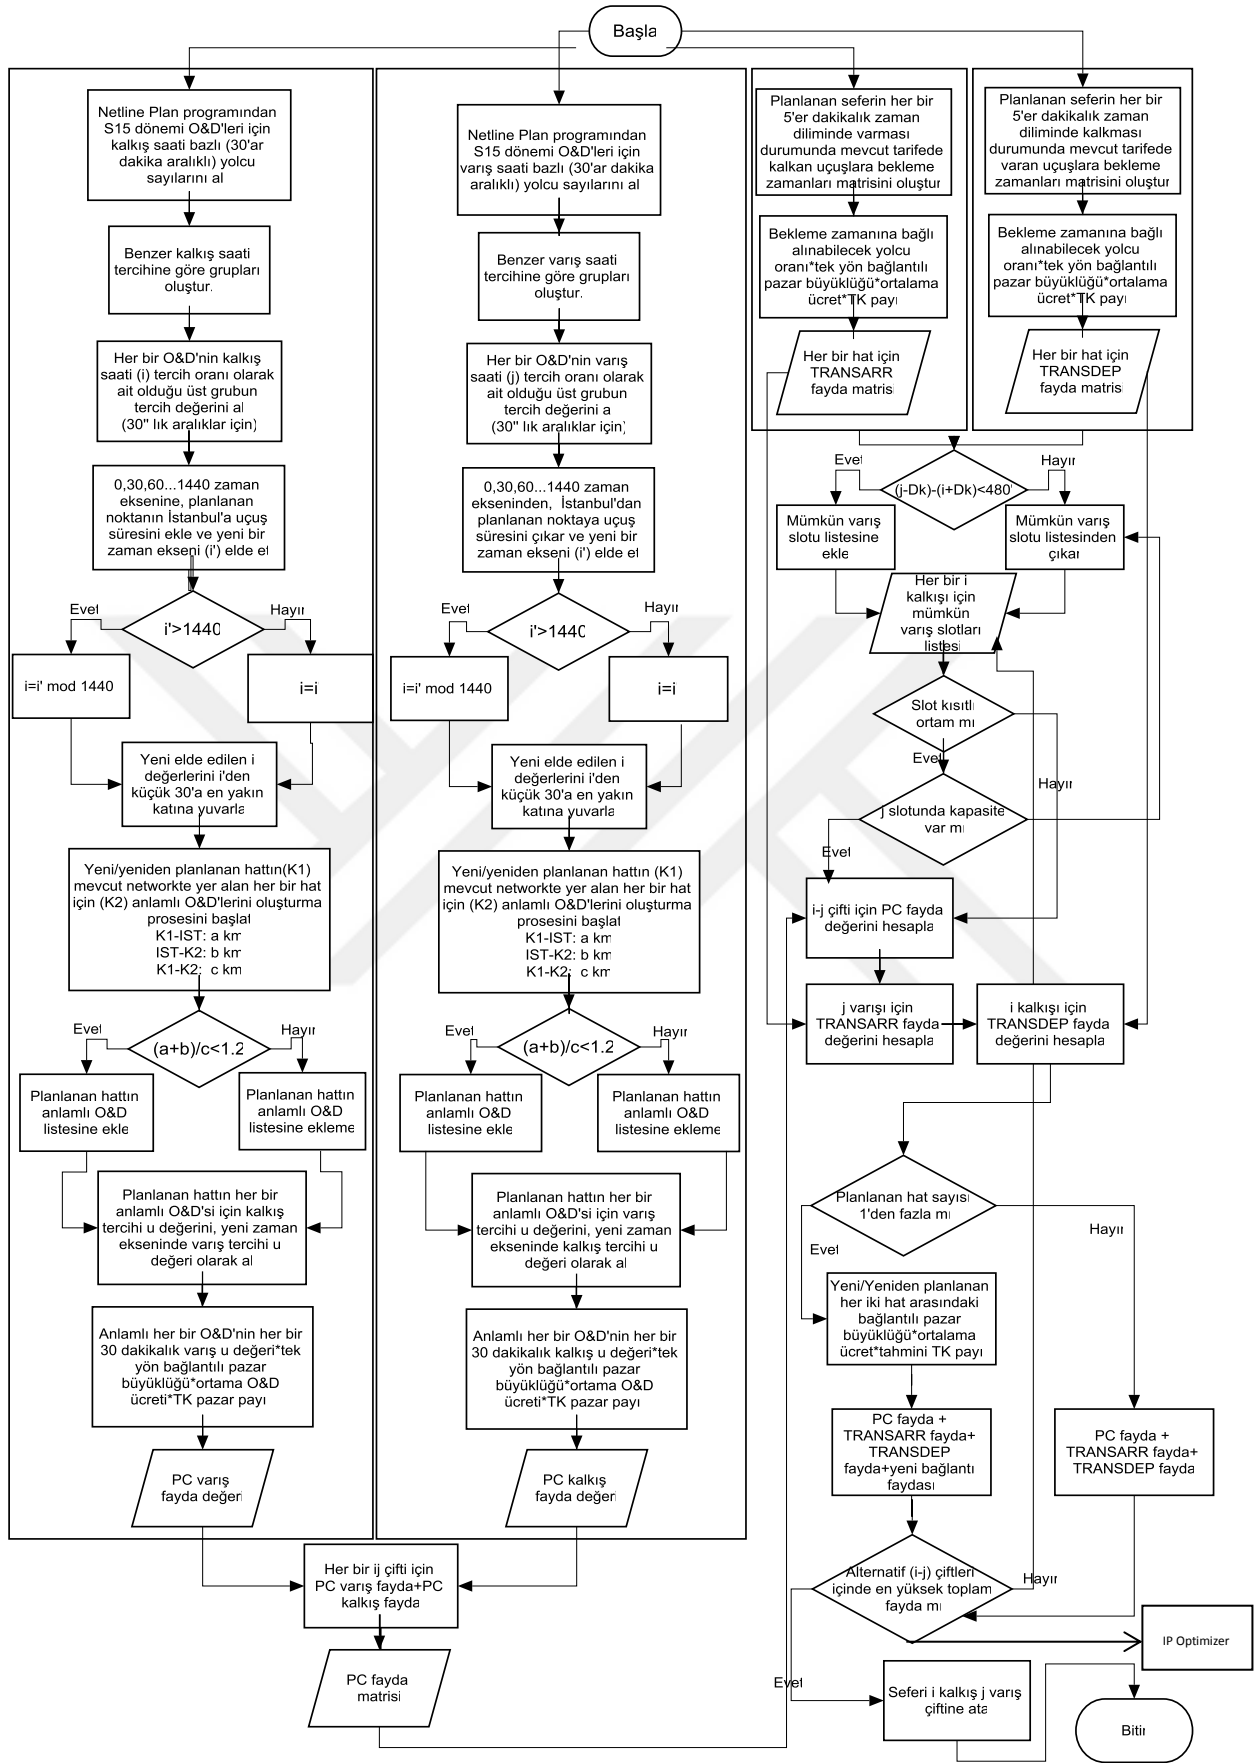 Başla
Netline Plan programından
S15 dönemi O&D'leri için
kalkış saati bazlı (30'ar
dakika aralıklı) yolcu
sayılarını al
Benzer kalkış saati
tercihine göre grupları
oluştur.
Her bir O&D'nin kalkış
saati (i) tercih oranı olarak
ait olduğu üst grubun
tercih değerini al
(30'' lık aralıklar için)
0,30,60...1440 zaman
eksenine, planlanan
noktanın İstanbul'a uçuş
süresini ekle ve yeni bir
zaman ekseni (i') elde et
i'>1440
Evet
Hayır
i=i' mod 1440
i=i
Yeni elde edilen i
değerlerini i'den
küçük 30'a en yakın
katına yuvarla
Yeni/yeniden planlanan hattın(K1)
mevcut networkte yer alan her bir hat
için (K2) anlamlı O&D'lerini oluşturma
prosesini başlat
K1-IST: a km
IST-K2: b km
K1-K2: c km
(a+b)/c<1.2
Evet
Hayır
Planlanan hattın
anlamlı O&D
listesine ekle
Planlanan hattın
anlamlı O&D
listesine ekleme
Planlanan hattın her bir
anlamlı O&D'si için kalkış
tercihi u değerini, yeni zaman
ekseninde varış tercihi u
değeri olarak al
Anlamlı her bir O&D'nin her bir
30 dakikalık varış u değeri*tek
yön bağlantılı pazar
büyüklüğü*ortama O&D
ücreti*TK pazar payı
PC varış
fayda değeri
Netline Plan programından
S15 dönemi O&D'leri için
varış saati bazlı (30'ar dakika
aralıklı) yolcu sayılarını al
Benzer varış saati
tercihine göre grupları
oluştur.
Her bir O&D'nin varış
saati (j) tercih oranı olarak
ait olduğu üst grubun
tercih değerini a
(30'' lık aralıklar için)
0,30,60...1440 zaman
ekseninden, İstanbul'dan
planlanan noktaya uçuş
süresini çıkar ve yeni bir
zaman ekseni (i') elde et
i'>1440
Evet
Hayır
i=i' mod 1440
i=i
Yeni elde edilen i
değerlerini i'den
küçük 30'a en yakın
katına yuvarla
Yeni/yeniden planlanan hattın (K1)
mevcut networkte yer alan her bir hat
için (K2) anlamlı O&D'lerini oluşturma
prosesini başlat
K1-IST: a km
IST-K2: b km
K1-K2: c km
(a+b)/c<1.2
Evet
Hayır
Planlanan hattın
anlamlı O&D
listesine ekle
Planlanan hattın
anlamlı O&D
listesine ekleme
Planlanan hattın her bir
anlamlı O&D'si için varış
tercihi u değerini, yeni zaman
ekseninde kalkış tercihi u
değeri olarak al
Anlamlı her bir O&D'nin her bir
30 dakikalık kalkış u değeri*tek
yön bağlantılı pazar
büyüklüğü*ortama O&D
ücreti*TK pazar payı
PC kalkış
fayda değeri
Her bir ij çifti için
PC varış fayda+PC
kalkış fayda
PC fayda
matrisi
Planlanan seferin her bir
5'er dakikalık zaman
diliminde varması
durumunda mevcut tarifede
kalkan uçuşlara bekleme
zamanları matrisini oluştur
Bekleme zamanına bağlı
alınabilecek yolcu
oranı*tek yön bağlantılı
pazar büyüklüğü*ortalama
ücret*TK payı
Her bir hat için
TRANSARR
fayda matrisi
Planlanan seferin her bir
5'er dakikalık zaman
diliminde kalkması
durumunda mevcut tarifede
varan uçuşlara bekleme
zamanları matrisini oluştur
Bekleme zamanına bağlı
alınabilecek yolcu
oranı*tek yön bağlantılı
pazar büyüklüğü*ortalama
ücret*TK payı
Her bir hat için
TRANSDEP
fayda matrisi
(j-Dk)-(i+Dk)<480'
Evet
Hayır
Mümkün varış
slotu listesine
ekle
Mümkün varış
slotu listesinden
çıkar
Her bir i
kalkışı için
mümkün
varış slotları
listesi
Slot kısıtlı
ortam mı
Evet
Hayır
j slotunda kapasite
var mı
Evet
i-j çifti için PC fayda
değerini hesapla
j varışı için
TRANSARR fayda
değerini hesapla
i kalkışı için
TRANSDEP fayda
değerini hesapla
Planlanan hat sayısı
1'den fazla mı
Evet
Hayır
Yeni/Yeniden planlanan
her iki hat arasındaki
bağlantılı pazar
büyüklüğü*ortalama
ücret*tahmini TK payı
PC fayda +
TRANSARR fayda+
TRANSDEP
fayda+yeni bağlantı
faydası
PC fayda +
TRANSARR fayda+
TRANSDEP fayda
Alternatif (i-j) çiftleri
içinde en yüksek toplam
fayda mı
Hayır
Evet
IP Optimizer
Seferi i kalkış j varış
çiftine ata
Bitir